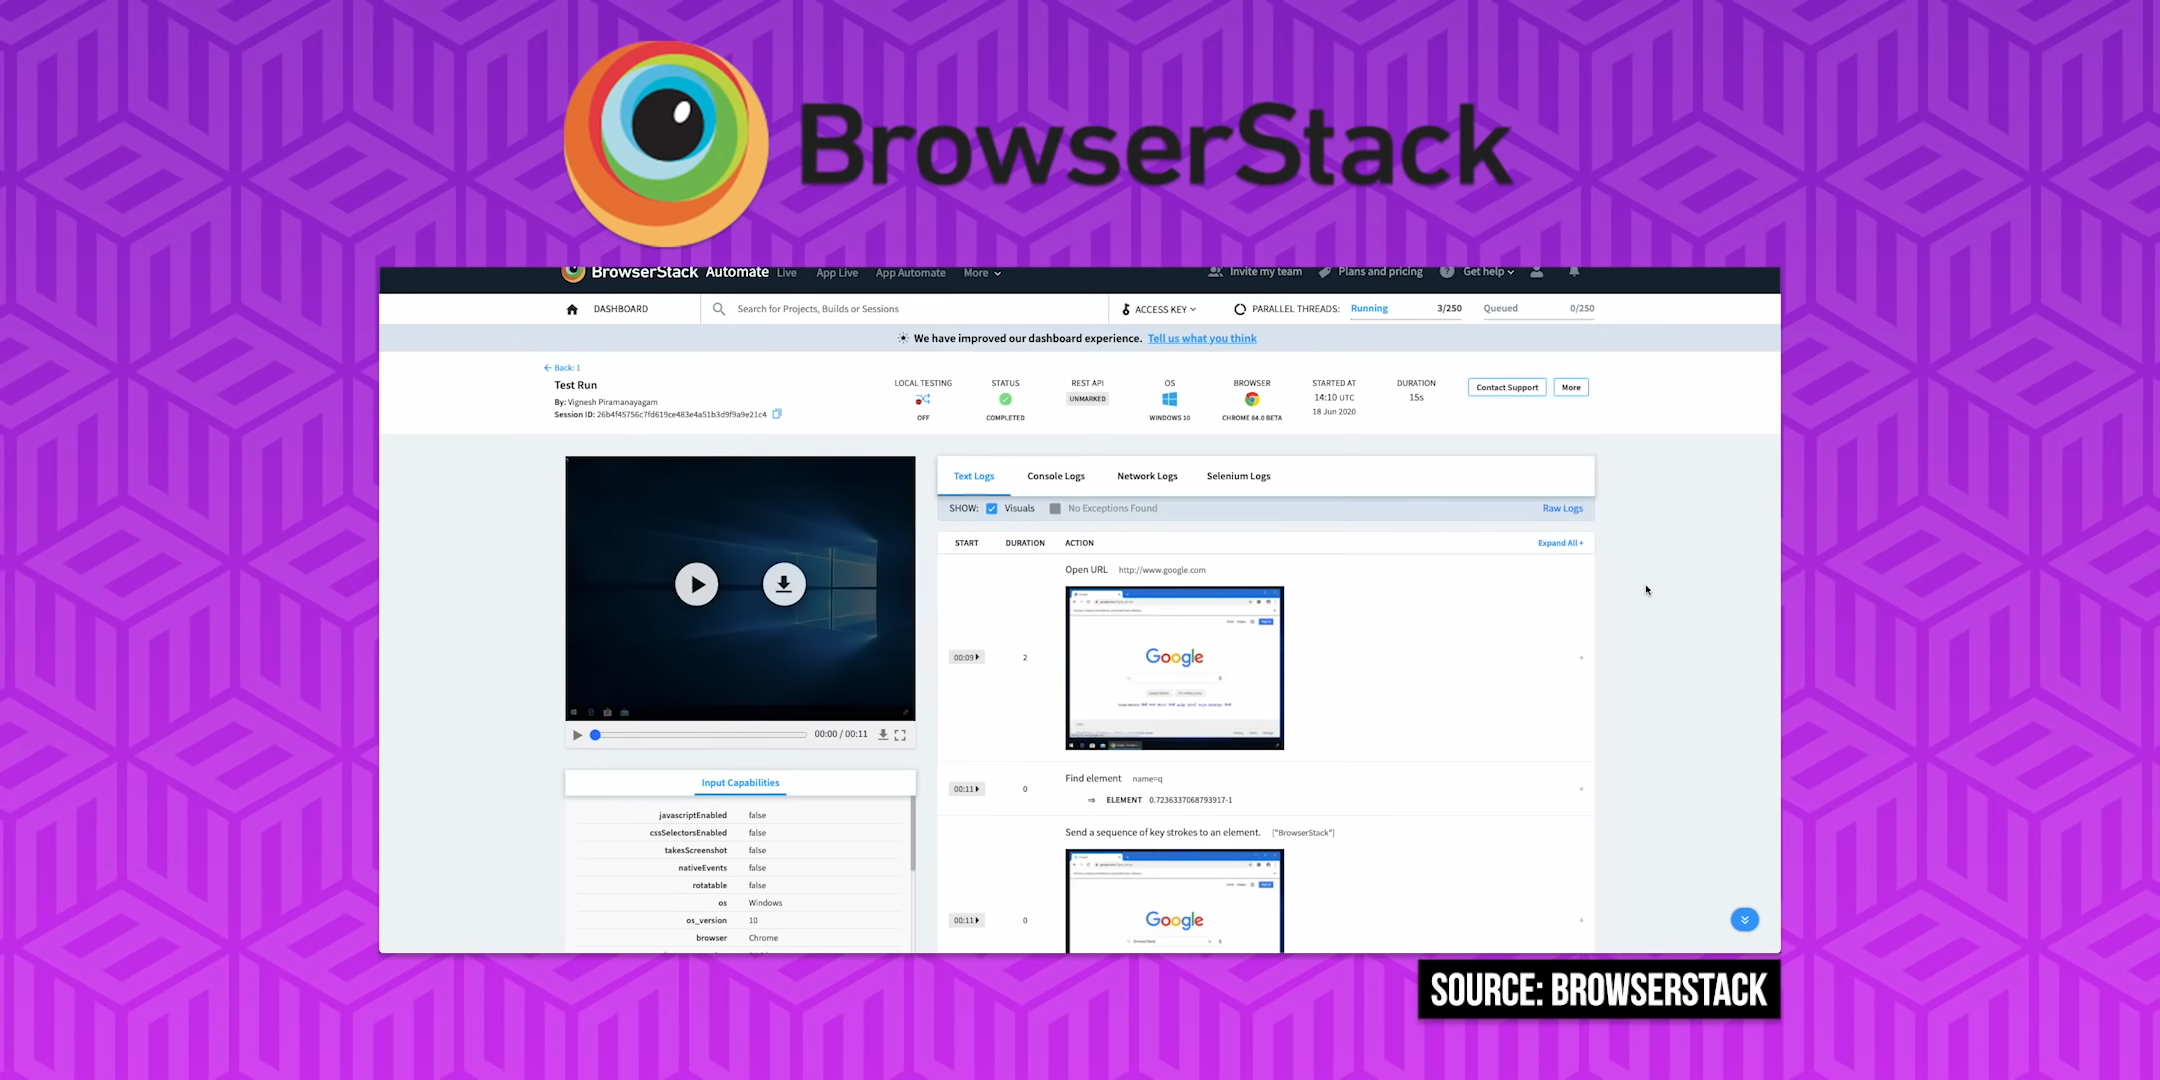 BrowserStack
BrowserStack Automate Live App Live App Automate More Invite my team Plans and pricing Get help
DASHBOARD Search for Projects, Builds or Sessions ACCESS KEY PARALLEL THREADS: Running 3/250 Queued 0/250
We have improved our dashboard experience. Tell us what you think
Back: 1
Test Run
By: Vignesh Piramanayagam
Session ID: 26b4f45756c7fd619ce483e4a51b3d9f9a9e21c4
LOCAL TESTING
OFF
STATUS
COMPLETED
REST API
UNMARKED
OS
WINDOWS 10
BROWSER
CHROME 84.0 BETA
STARTED AT
14:10 UTC
18 Jun 2020
DURATION
15s
Contact Support More
00:00 / 00:11
Input Capabilities
javascriptEnabled false
cssSelectorsEnabled false
takesScreenshot false
nativeEvents false
rotatable false
os Windows
os_version 10
browser Chrome
Text Logs Console Logs Network Logs Selenium Logs
SHOW: Visuals No Exceptions Found Raw Logs
START DURATION ACTION Expand All +
Open URL http://www.google.com
Google
00:09 2
Find element name=q
00:11 0
⇒ ELEMENT 0.7236337068793917-1
Send a sequence of key strokes to an element. ["BrowserStack"]
Google
00:11 0
SOURCE: BROWSERSTACK